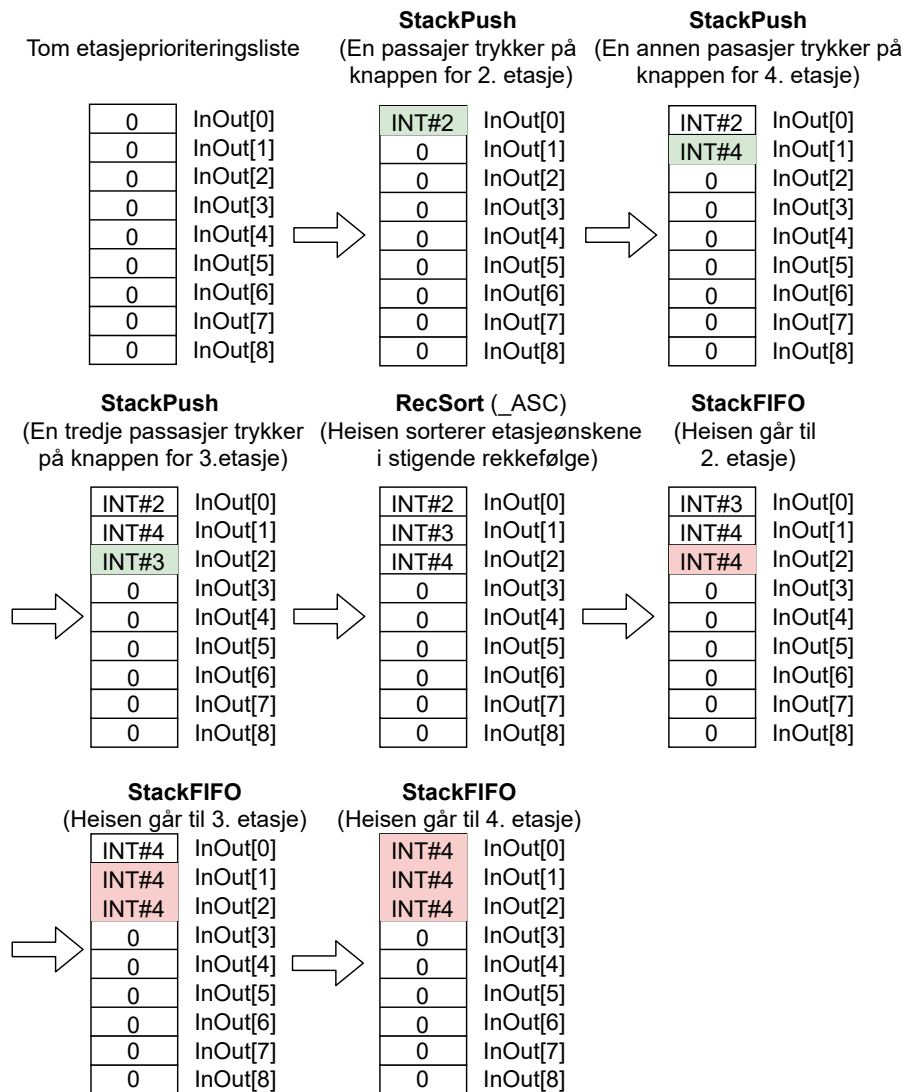 Tom etasjeprioriteringsliste
StackPush
(En passajer trykker på
knappen for 2. etasje)
StackPush
(En annen pasasjer trykker på
knappen for 4. etasje)
0 InOut[0]
0 InOut[1]
0 InOut[2]
0 InOut[3]
0 InOut[4]
0 InOut[5]
0 InOut[6]
0 InOut[7]
0 InOut[8]
INT#2 InOut[0]
0 InOut[1]
0 InOut[2]
0 InOut[3]
0 InOut[4]
0 InOut[5]
0 InOut[6]
0 InOut[7]
0 InOut[8]
INT#2 InOut[0]
INT#4 InOut[1]
0 InOut[2]
0 InOut[3]
0 InOut[4]
0 InOut[5]
0 InOut[6]
0 InOut[7]
0 InOut[8]
StackPush
(En tredje passasjer trykker
på knappen for 3.etasje)
INT#2 InOut[0]
INT#4 InOut[1]
INT#3 InOut[2]
0 InOut[3]
0 InOut[4]
0 InOut[5]
0 InOut[6]
0 InOut[7]
0 InOut[8]
RecSort (_ASC)
(Heisen sorterer etasjeønskene
i stigende rekkefølge)
INT#2 InOut[0]
INT#3 InOut[1]
INT#4 InOut[2]
0 InOut[3]
0 InOut[4]
0 InOut[5]
0 InOut[6]
0 InOut[7]
0 InOut[8]
StackFIFO
(Heisen går til
2. etasje)
INT#3 InOut[0]
INT#4 InOut[1]
INT#4 InOut[2]
0 InOut[3]
0 InOut[4]
0 InOut[5]
0 InOut[6]
0 InOut[7]
0 InOut[8]
StackFIFO
(Heisen går til 3. etasje)
INT#4 InOut[0]
INT#4 InOut[1]
INT#4 InOut[2]
0 InOut[3]
0 InOut[4]
0 InOut[5]
0 InOut[6]
0 InOut[7]
0 InOut[8]
StackFIFO
(Heisen går til 4. etasje)
INT#4 InOut[0]
INT#4 InOut[1]
INT#4 InOut[2]
0 InOut[3]
0 InOut[4]
0 InOut[5]
0 InOut[6]
0 InOut[7]
0 InOut[8]